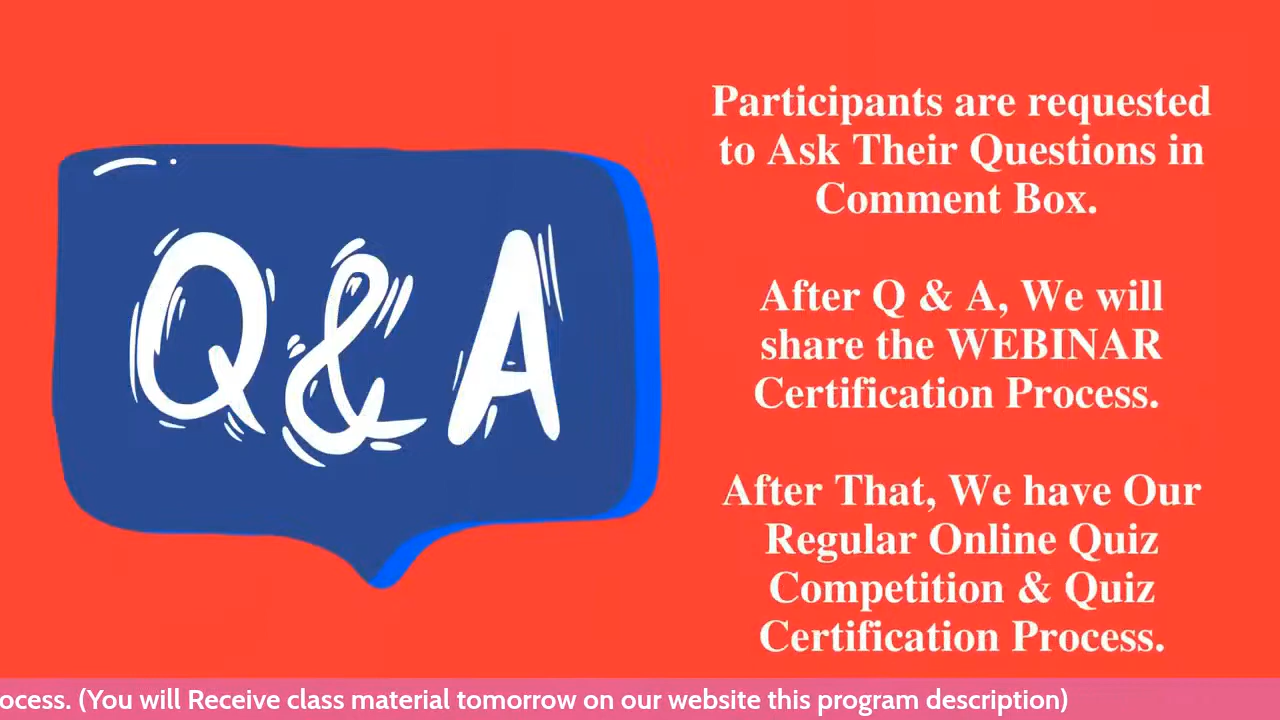 Q & A
Participants are requested
to Ask Their Questions in
Comment Box.
After Q & A, We will
share the WEBINAR
Certification Process.
After That, We have Our
Regular Online Quiz
Competition & Quiz
Certification Process.
ocess. (You will Receive class material tomorrow on our website this program description)